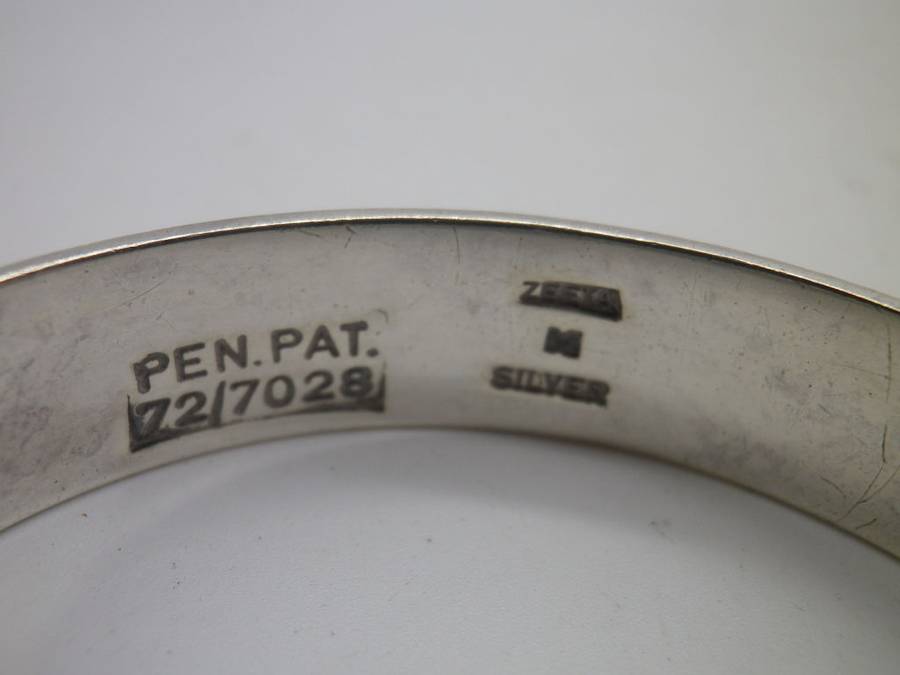 PEN. PAT.
72/7028
ZEETA
SILVER